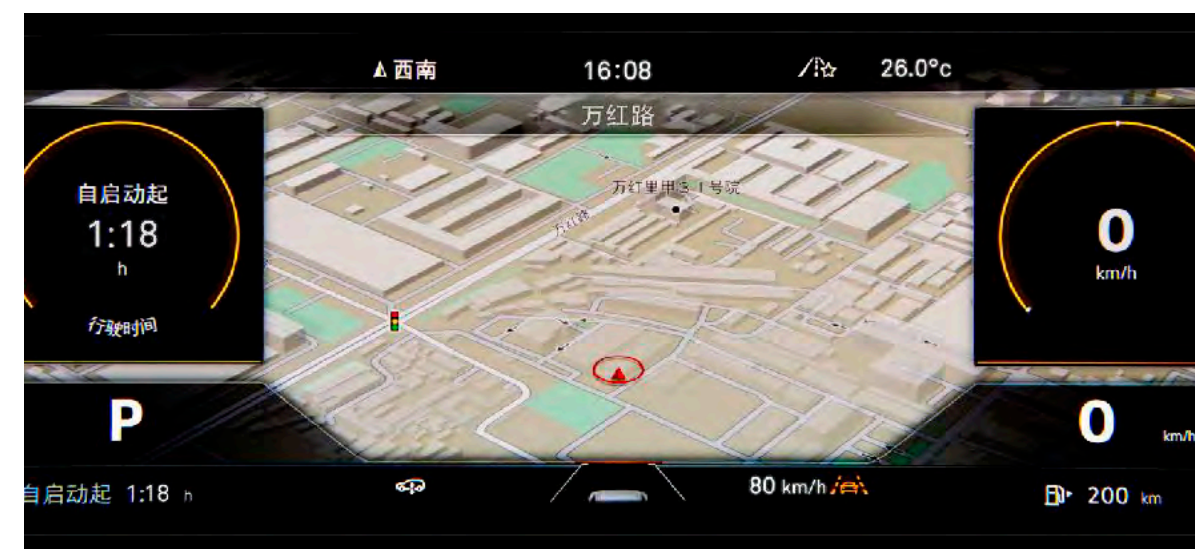 西南 16:08 26.0°c
万红路
万红里甲31号院
万红路
自启动起
1:18
h
行驶时间
0
km/h
P
0 km/h
自启动起 1:18 h
80 km/h
200 km